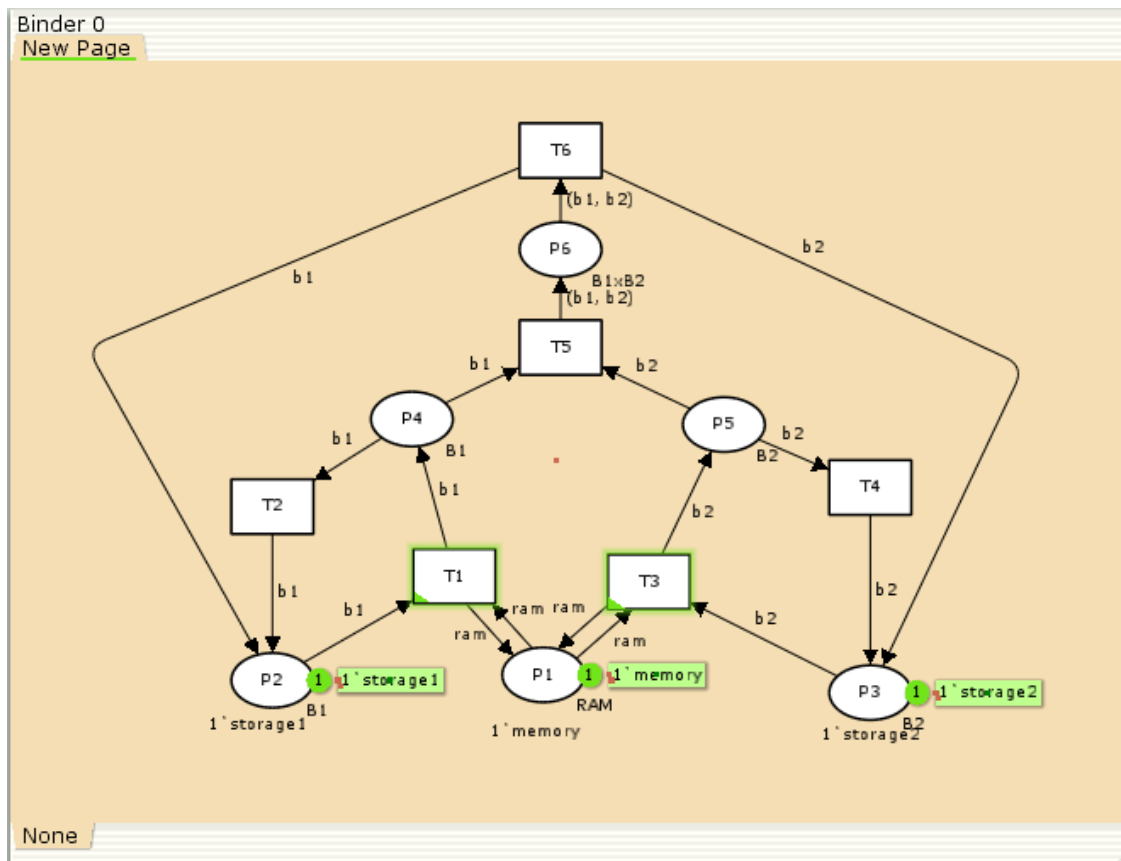 Binder 0
New Page
T6
(b1, b2)
b2
P6
b1
B1xB2
(b1, b2)
T5
b1
b2
P4
P5
b1
B1
b2
B2
T2
b1
T4
b2
T1
T3
b1
b1
ram
ram
b2
b2
ram
ram
P2
1
1`storage1
P1
1
1`memory
P3
1
1`storage2
B1
RAM
B2
1`storage1
1`memory
1`storage2
None